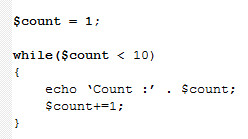 $count = 1;
while($count < 10)
{
echo ‘Count :’ . $count;
$count+=1;
}